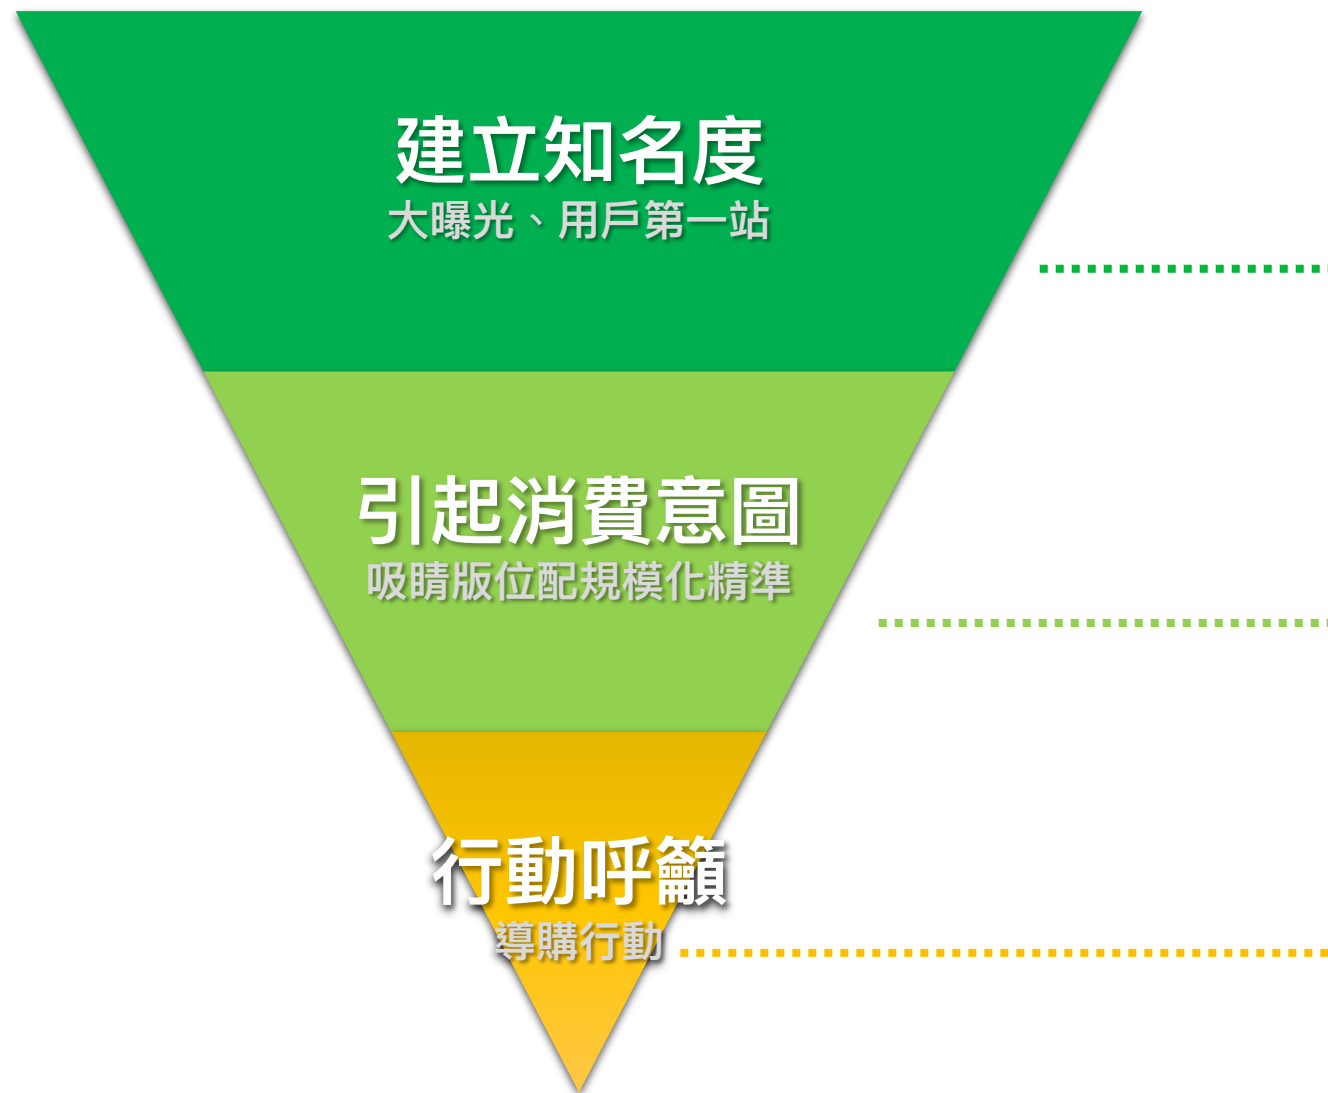 建立知名度
大曝光、用戶第一站
引起消費意圖
吸睛版位配規模化精準
行動呼籲
導購行動